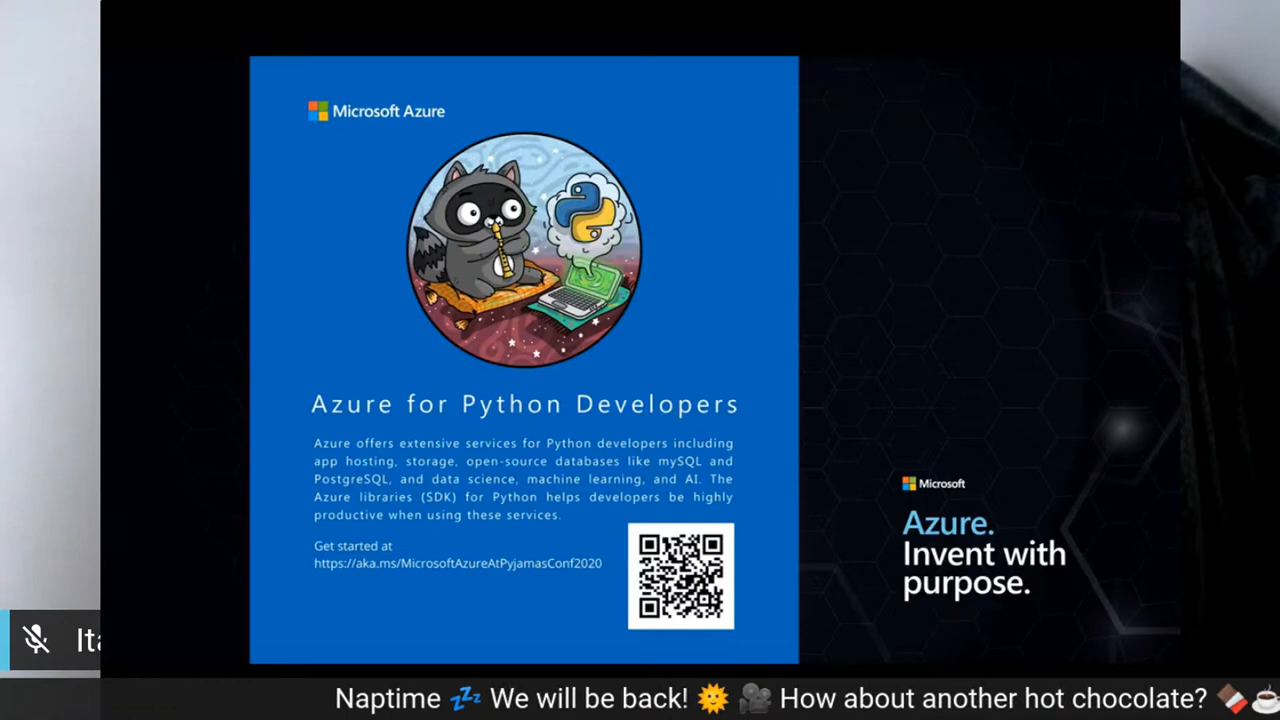 Microsoft Azure
Azure for Python Developers
Azure offers extensive services for Python developers including
app hosting, storage, open-source databases like mySQL and
PostgreSQL, and data science, machine learning, and AI. The
Azure libraries (SDK) for Python helps developers be highly
productive when using these services.
Get started at
https://aka.ms/MicrosoftAzureAtPyjamasConf2020
Microsoft
Azure.
Invent with
purpose.
Naptime 💤 We will be back! 🌞 🎥 How about another hot chocolate? 🍫☕